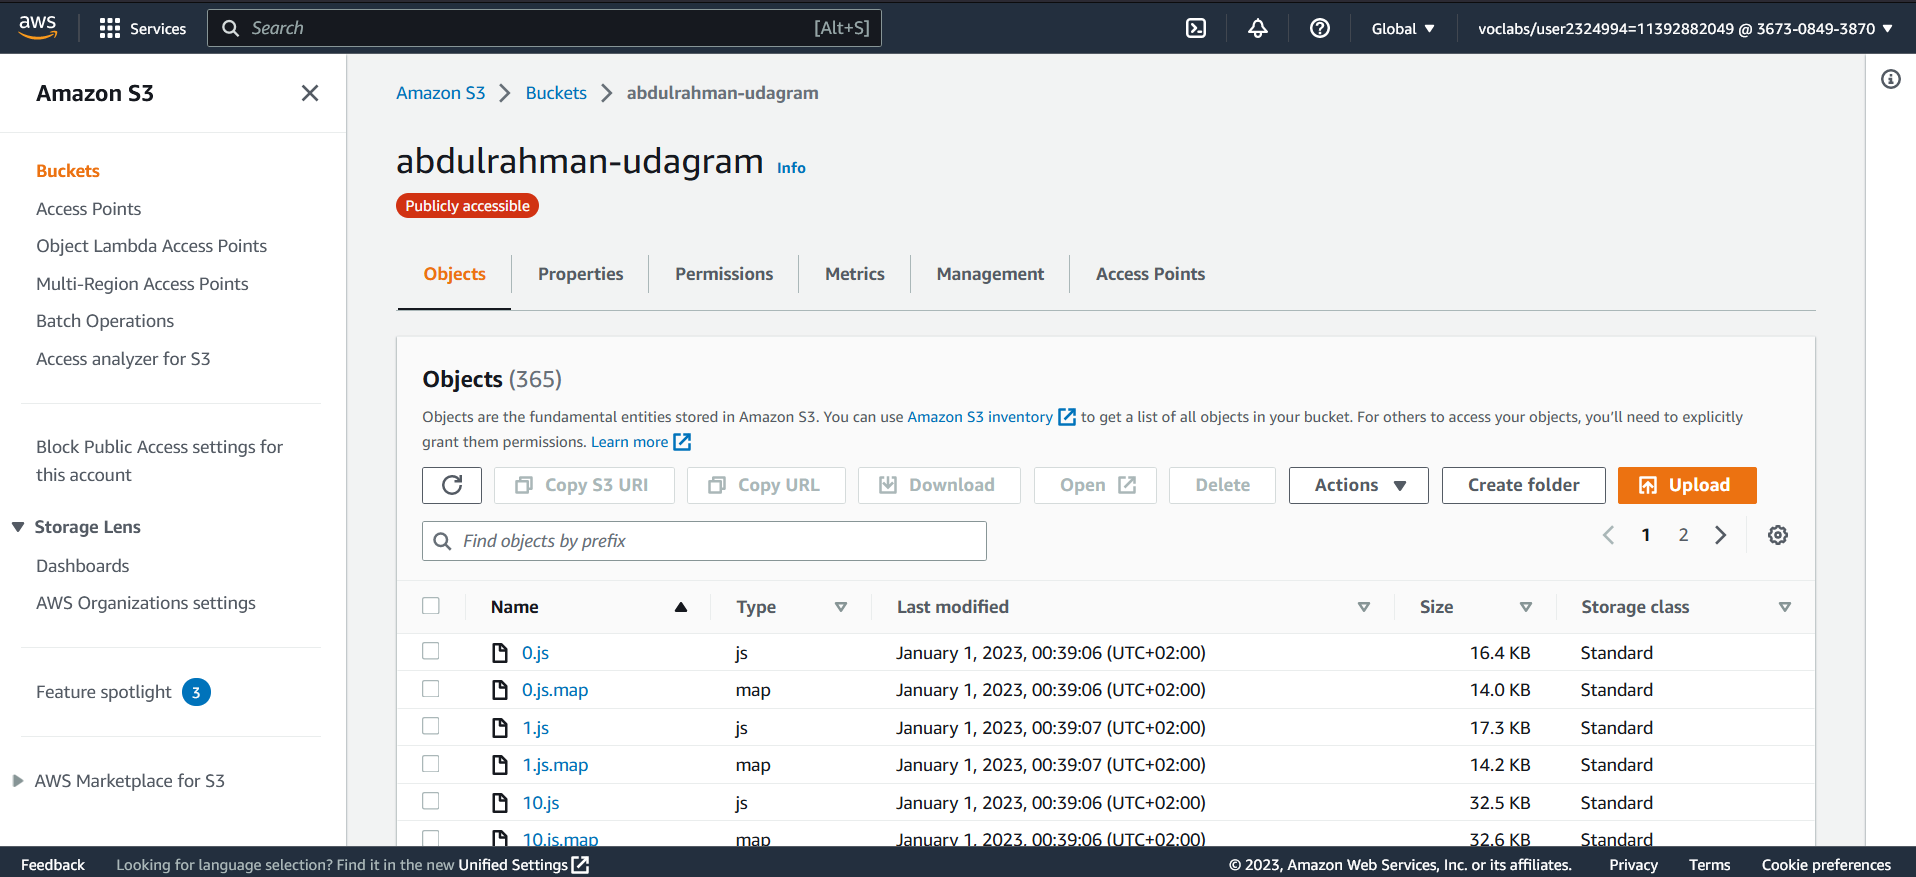 aws
Services
Search [Alt+S]
Global
voclabs/user2324994=11392882049 @ 3673-0849-3870
Amazon S3
Buckets
Access Points
Object Lambda Access Points
Multi-Region Access Points
Batch Operations
Access analyzer for S3
Block Public Access settings for
this account
Storage Lens
Dashboards
AWS Organizations settings
Feature spotlight 3
AWS Marketplace for S3
Amazon S3 Buckets abdulrahman-udagram
abdulrahman-udagram Info
Publicly accessible
Objects Properties Permissions Metrics Management Access Points
Objects (365)
Objects are the fundamental entities stored in Amazon S3. You can use Amazon S3 inventory to get a list of all objects in your bucket. For others to access your objects, you'll need to explicitly
grant them permissions. Learn more
Copy S3 URI Copy URL Download Open Delete Actions Create folder Upload
Find objects by prefix
1 2
Name Type Last modified Size Storage class
0.js js January 1, 2023, 00:39:06 (UTC+02:00) 16.4 KB Standard
0.js.map map January 1, 2023, 00:39:06 (UTC+02:00) 14.0 KB Standard
1.js js January 1, 2023, 00:39:07 (UTC+02:00) 17.3 KB Standard
1.js.map map January 1, 2023, 00:39:07 (UTC+02:00) 14.2 KB Standard
10.js js January 1, 2023, 00:39:06 (UTC+02:00) 32.5 KB Standard
10.js.map map January 1, 2023, 00:39:06 (UTC+02:00) 32.6 KB Standard
Feedback Looking for language selection? Find it in the new Unified Settings
© 2023, Amazon Web Services, Inc. or its affiliates. Privacy Terms Cookie preferences